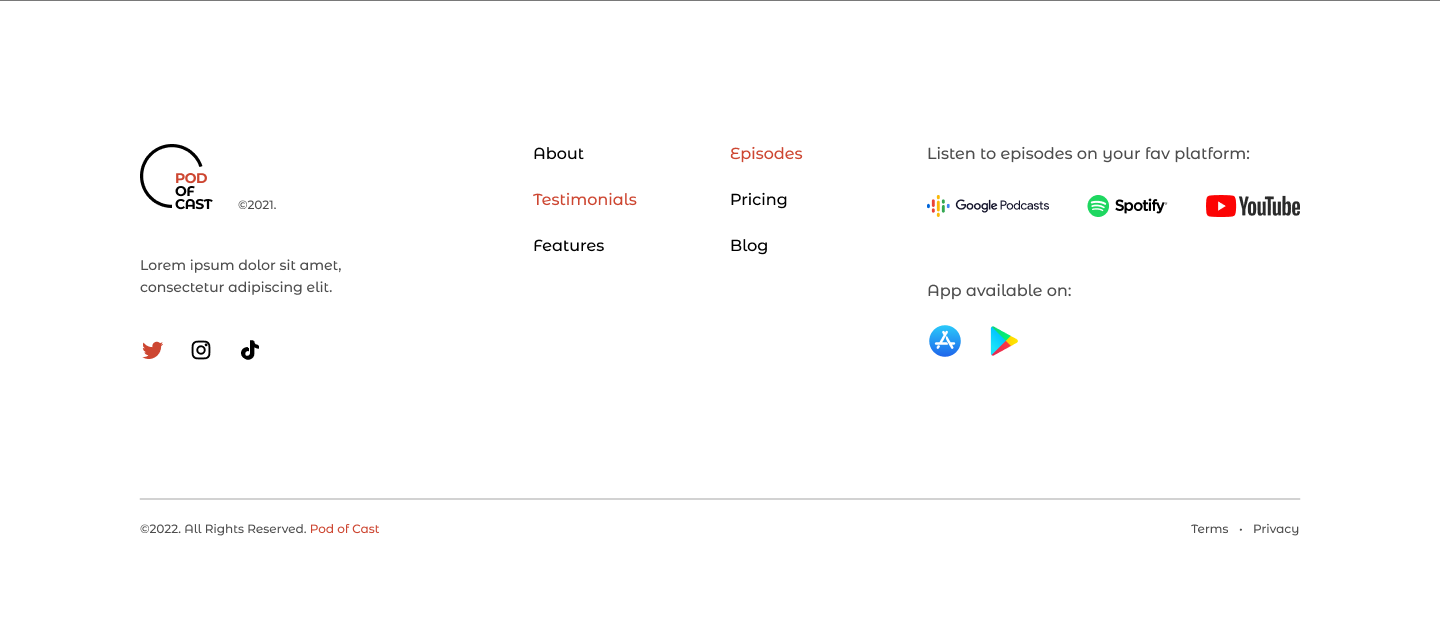 POD
OF
CAST
©2021.
Lorem ipsum dolor sit amet,
consectetur adipiscing elit.
About
Testimonials
Features
Episodes
Pricing
Blog
Listen to episodes on your fav platform:
Google Podcasts
Spotify
YouTube
App available on:
©2022. All Rights Reserved. Pod of Cast
Terms • Privacy